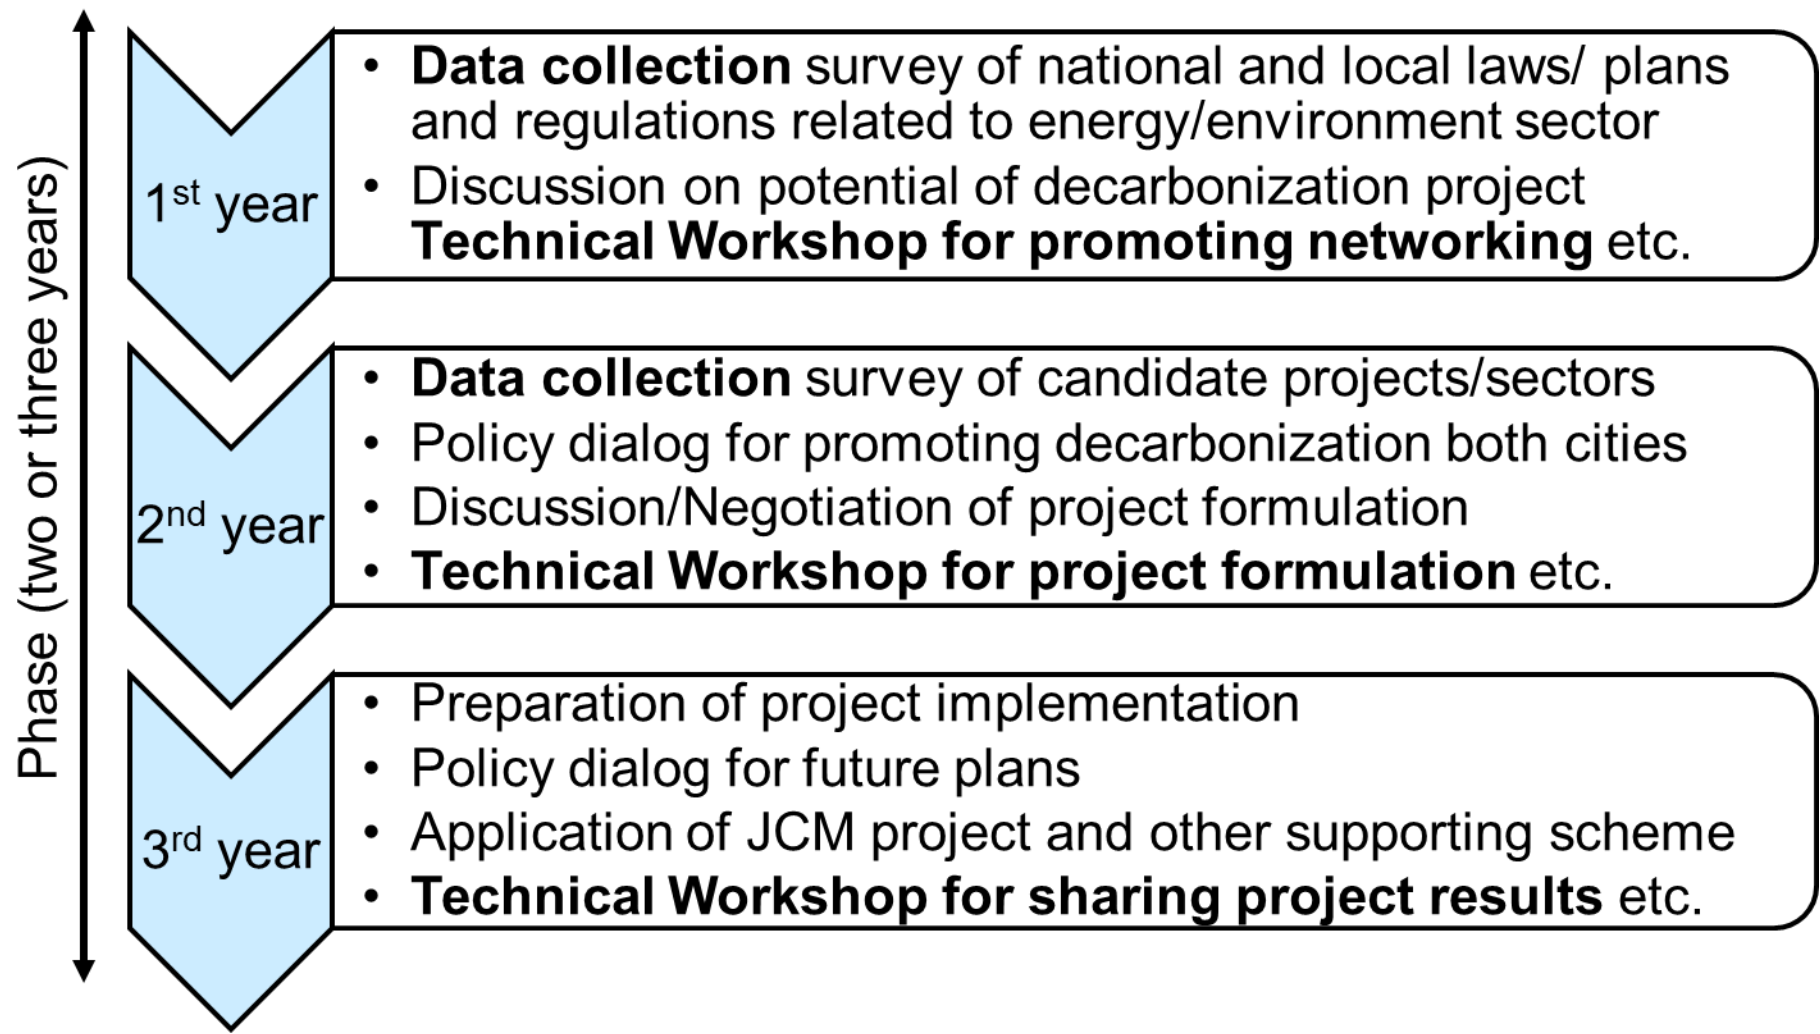 Phase (two or three years)
1st year
• Data collection survey of national and local laws/ plans
and regulations related to energy/environment sector
• Discussion on potential of decarbonization project
Technical Workshop for promoting networking etc.
2nd year
• Data collection survey of candidate projects/sectors
• Policy dialog for promoting decarbonization both cities
• Discussion/Negotiation of project formulation
• Technical Workshop for project formulation etc.
3rd year
• Preparation of project implementation
• Policy dialog for future plans
• Application of JCM project and other supporting scheme
• Technical Workshop for sharing project results etc.